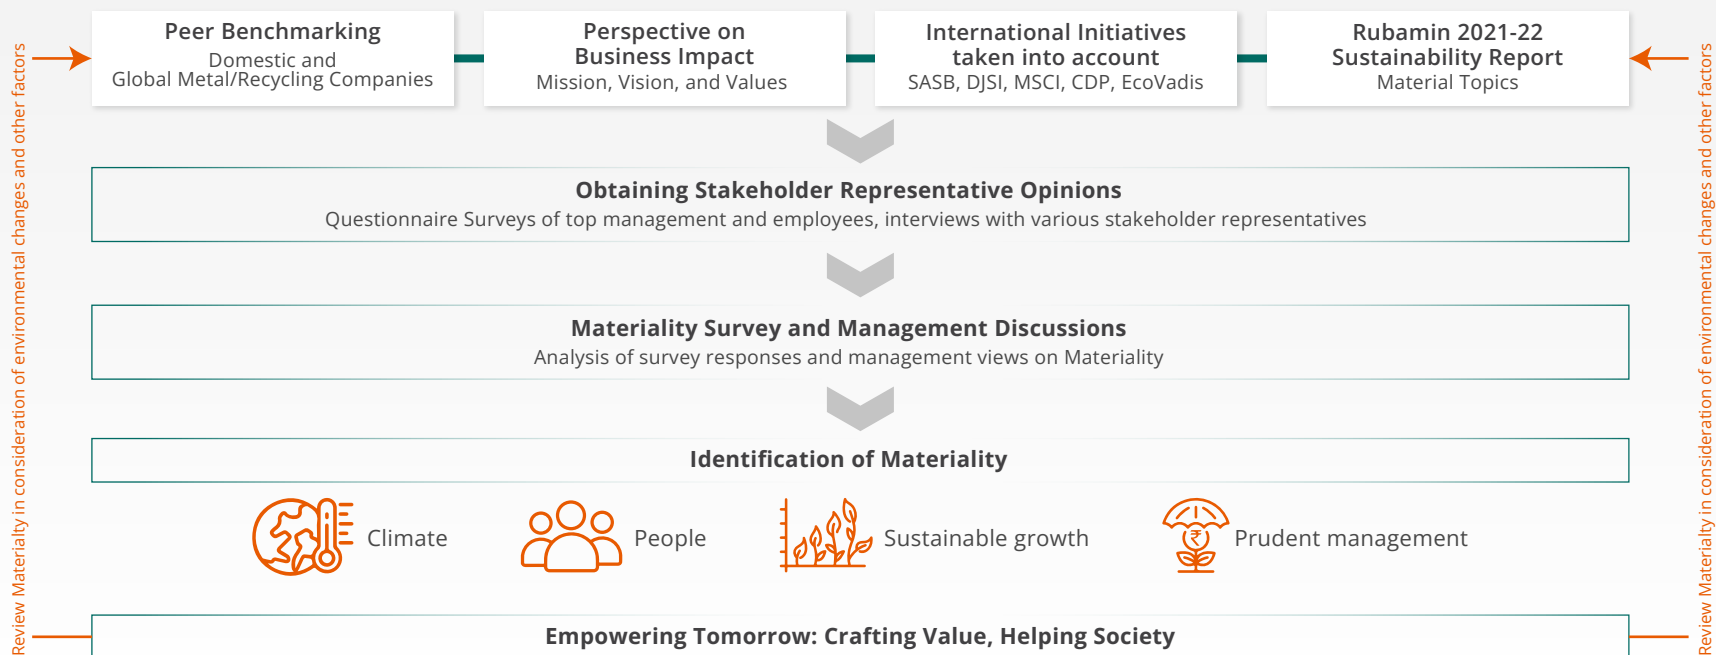 Peer Benchmarking
Domestic and
Global Metal/Recycling Companies
Perspective on
Business Impact
Mission, Vision, and Values
International Initiatives
taken into account
SASB, DJSI, MSCI, CDP, EcoVadis
Rubamin 2021-22
Sustainability Report
Material Topics
Review Materialty in consideration of environmental changes and other factors
Review Materialty in consideration of environmental changes and other factors
Obtaining Stakeholder Representative Opinions
Questionnaire Surveys of top management and employees, interviews with various stakeholder representatives
Materiality Survey and Management Discussions
Analysis of survey responses and management views on Materiality
Identification of Materiality
Climate
People
Sustainable growth
₹
Prudent management
Empowering Tomorrow: Crafting Value, Helping Society